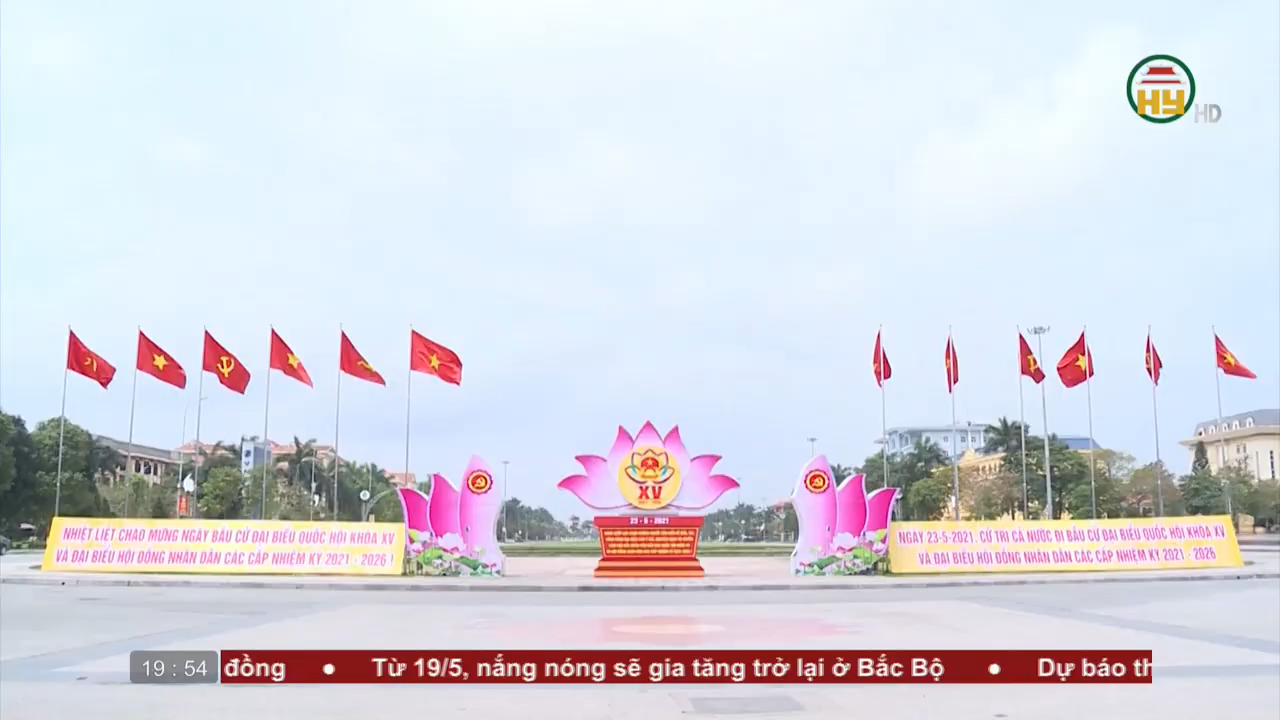 HY HD
NHIỆT LIỆT CHÀO MỪNG NGÀY BẦU CỬ ĐẠI BIỂU QUỐC HỘI KHÓA XV
VÀ ĐẠI BIỂU HỘI ĐỒNG NHÂN DÂN CÁC CẤP NHIỆM KỲ 2021 - 2026 !
XV
23 - 5 - 2021
NGÀY 23-5-2021, CỬ TRI CẢ NƯỚC ĐI BẦU ĐẠI BIỂU QUỐC HỘI KHÓA XV
VÀ ĐẠI BIỂU HỘI ĐỒNG NHÂN DÂN CÁC CẤP NHIỆM KỲ 2021 - 2026
19 : 54 đồng • Từ 19/5, nắng nóng sẽ gia tăng trở lại ở Bắc Bộ • Dự báo th